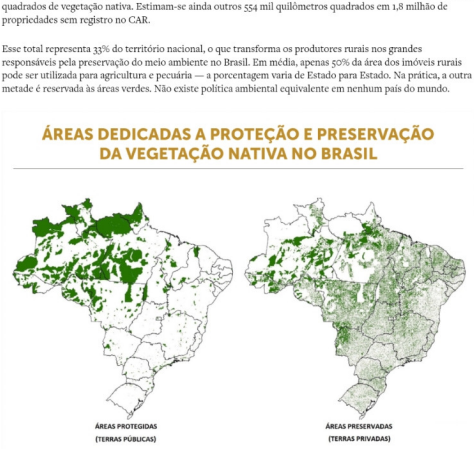 quadrados de vegetação nativa. Estimam-se ainda outros 554 mil quilômetros quadrados em 1,8 milhão de
propriedades sem registro no CAR.
Esse total representa 33% do território nacional, o que transforma os produtores rurais nos grandes
responsáveis pela preservação do meio ambiente no Brasil. Em média, apenas 50% da área dos imóveis rurais
pode ser utilizada para agricultura e pecuária — a porcentagem varia de Estado para Estado. Na prática, a outra
metade é reservada às áreas verdes. Não existe política ambiental equivalente em nenhum país do mundo.
ÁREAS DEDICADAS A PROTEÇÃO E PRESERVAÇÃO
DA VEGETAÇÃO NATIVA NO BRASIL
ÁREAS PROTEGIDAS
(TERRAS PÚBLICAS)
ÁREAS PRESERVADAS
(TERRAS PRIVADAS)